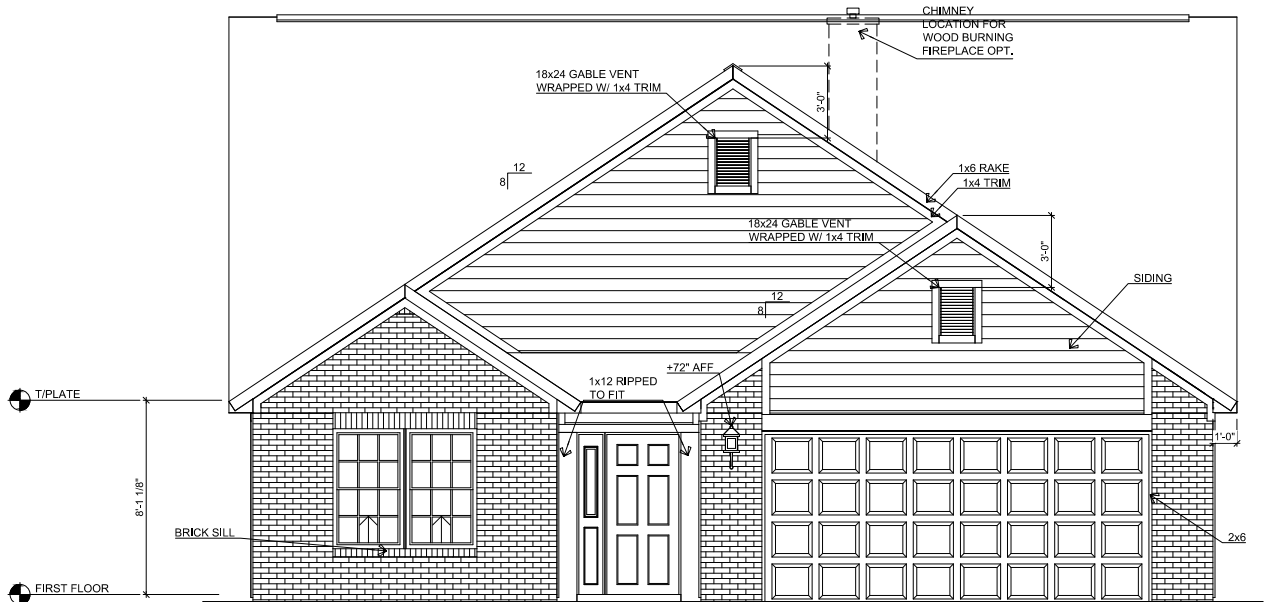 CHIMNEY
LOCATION FOR
WOOD BURNING
FIREPLACE OPT.
18x24 GABLE VENT
WRAPPED W/ 1x4 TRIM
3'-0"
12
8
1x6 RAKE
1x4 TRIM
18x24 GABLE VENT
WRAPPED W/ 1x4 TRIM
3'-0"
SIDING
12
8
+72" AFF
1x12 RIPPED
TO FIT
T/PLATE
1'-0"
8'-1 1/8"
BRICK SILL
2x6
FIRST FLOOR